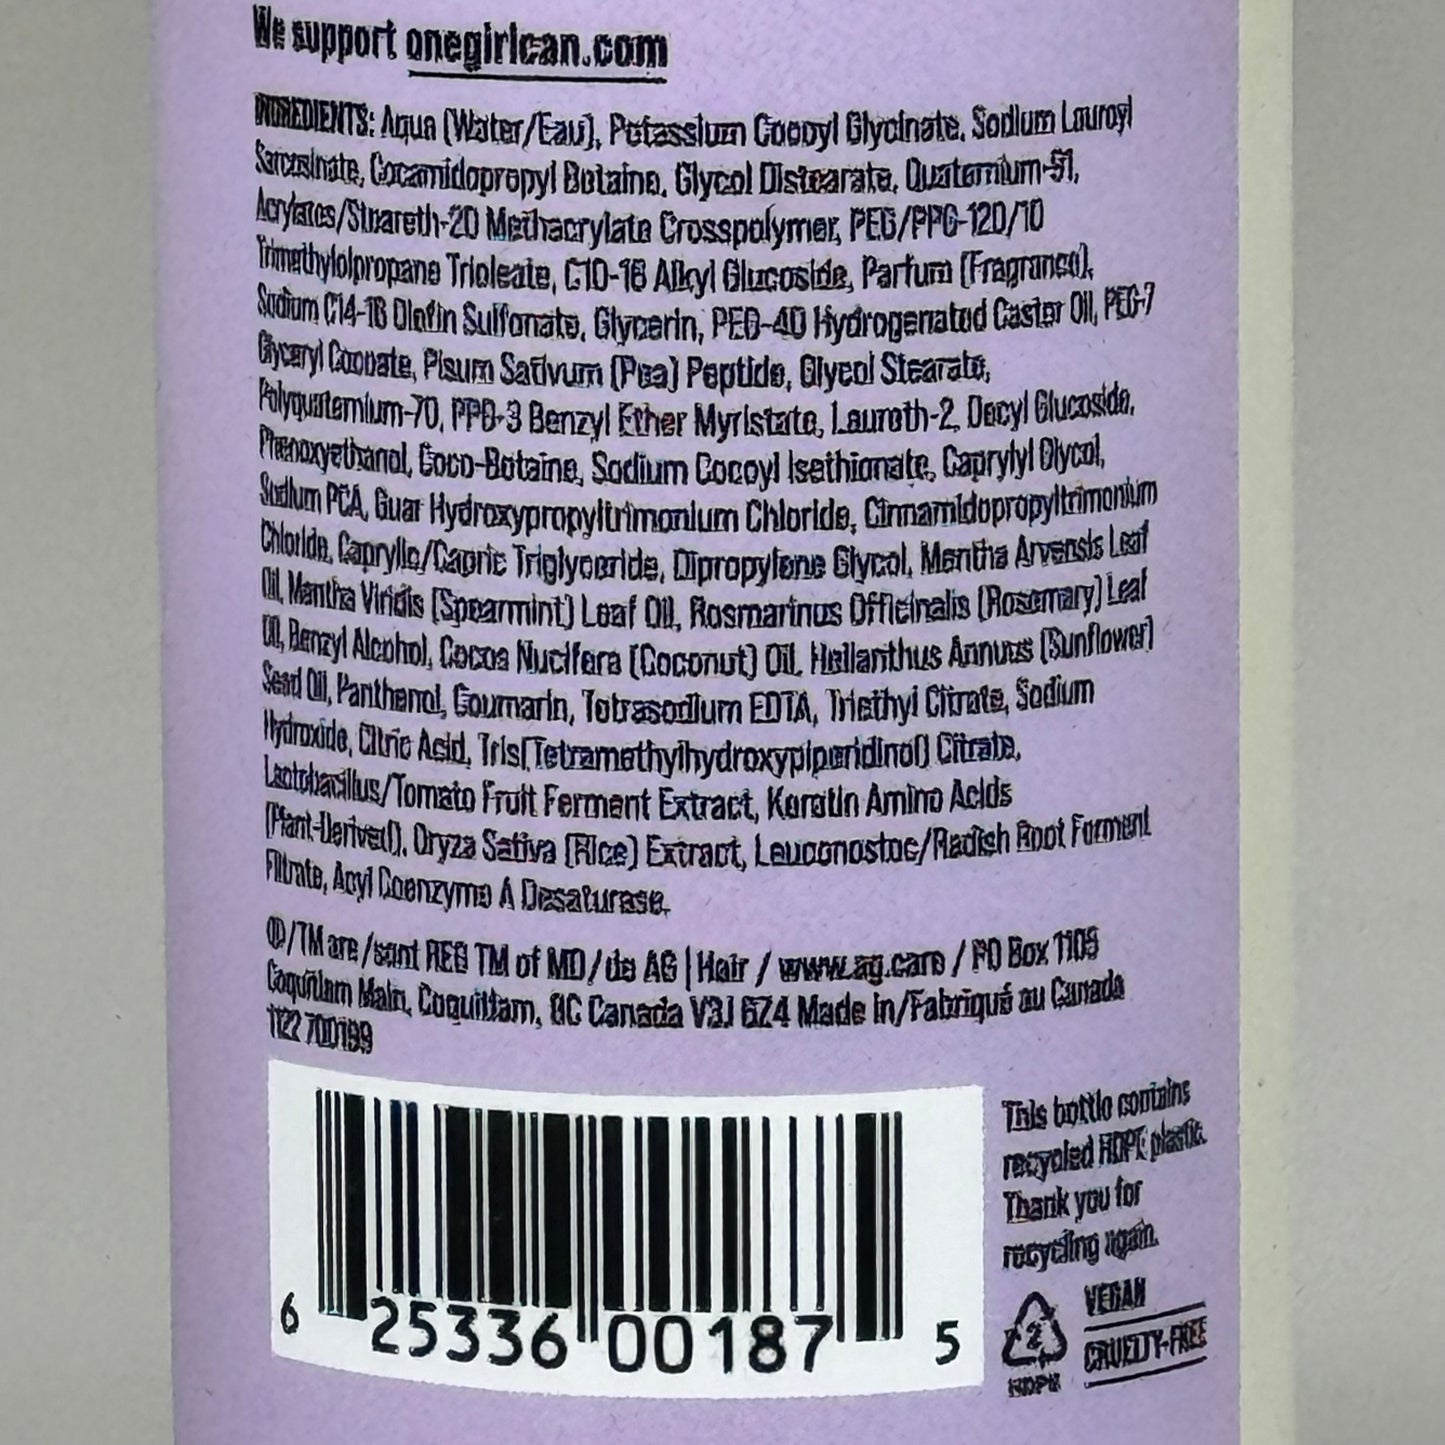 We support onegirlcan.com
INGREDIENTS: Aqua (Water/Eau), Potassium Cocoyl Glycinate, Sodium Lauroyl
Sarcosinate, Cocamidopropyl Betaine, Glycol Distearate, Quaternium-91,
Acrylates/Steareth-20 Methacrylate Crosspolymer, PEG/PPG-120/10
Trimethylolpropane Trioleate, C10-16 Alkyl Glucoside, Parfum (Fragrance),
Sodium C14-16 Olefin Sulfonate, Glycerin, PEG-40 Hydrogenated Castor Oil, PEG-7
Glyceryl Cocoate, Pisum Sativum (Pea) Peptide, Glycol Stearate,
Polyquaternium-70, PPG-3 Benzyl Ether Myristate, Laureth-2, Decyl Glucoside,
Phenoxyethanol, Coco-Betaine, Sodium Cocoyl Isethionate, Caprylyl Glycol,
Sodium PCA, Guar Hydroxypropyltrimonium Chloride, Cinnamidopropyltrimonium
Chloride, Caprylic/Capric Triglyceride, Dipropylene Glycol, Mentha Arvensis Leaf
Oil, Mentha Viridis (Spearmint) Leaf Oil, Rosmarinus Officinalis (Rosemary) Leaf
Oil, Benzyl Alcohol, Cocos Nucifera (Coconut) Oil, Helianthus Annuus (Sunflower)
Seed Oil, Panthenol, Coumarin, Tetrasodium EDTA, Triethyl Citrate, Sodium
Hydroxide, Citric Acid, Tris(Tetramethylhydroxypiperidinol) Citrate,
Lactobacillus/Tomato Fruit Ferment Extract, Keratin Amino Acids
(Plant-Derived), Oryza Sativa (Rice) Extract, Leuconostoc/Radish Root Ferment
Filtrate, Acyl Coenzyme A Desaturase.
®/TM are/sont REG TM of MD/de AG | Hair / www.ag.care / PO Box 1109
Coquitlam Main, Coquitlam, BC Canada V3J 6Z4 Made in/Fabriqué au Canada
1122 700199
6 25336 00187 5
This bottle contains
recycled HDPE plastic.
Thank you for
recycling again.
2
HDPE
VEGAN
CRUELTY-FREE